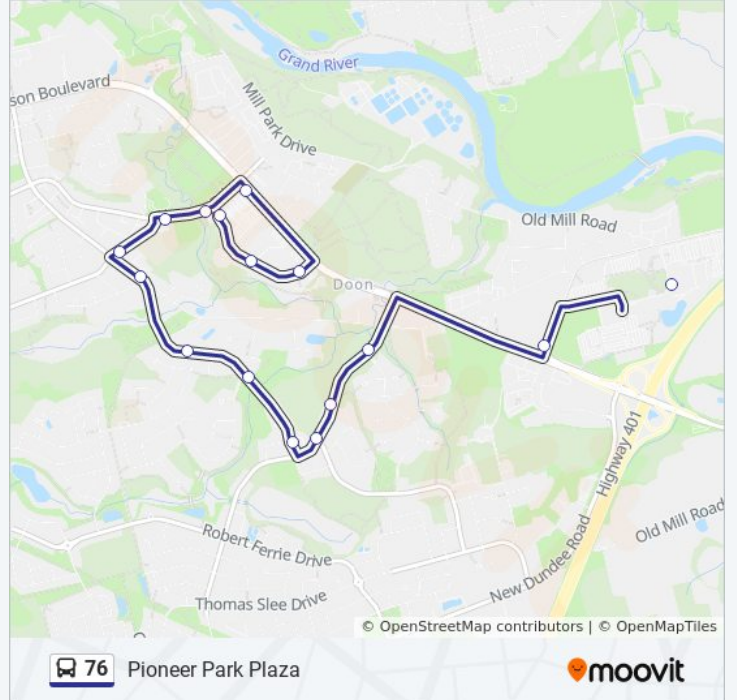 Grand River
son Boulevard
Mill Park Drive
Old Mill Road
Doon
Highway 401
Old Mill Road
New Dundee Road
Robert Ferrie Drive
Thomas Slee Drive
© OpenStreetMap contributors | © OpenMapTiles
76 Pioneer Park Plaza
moovit